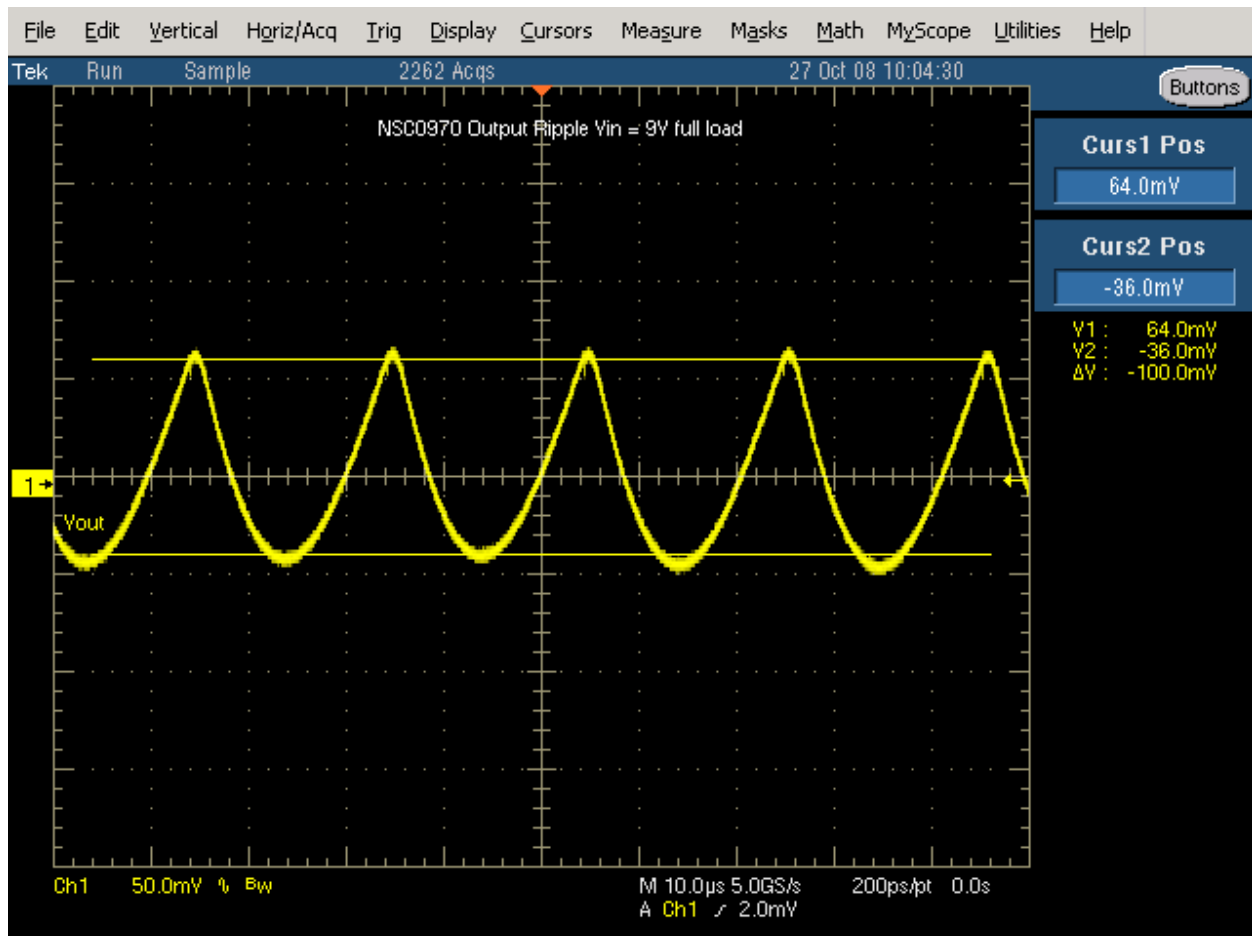 File Edit Vertical Horiz/Acq Trig Display Cursors Measure Masks Math MyScope Utilities Help
Tek Run Sample 2262 Acqs 27 Oct 08 10:04:30
Buttons
NSC0970 Output Ripple Vin = 9V full load
Curs1 Pos
64.0mV
Curs2 Pos
-36.0mV
V1 : 64.0mV
V2 : -36.0mV
ΔV : -100.0mV
1
Vout
Ch1 50.0mV ∿ Bw M 10.0µs 5.0GS/s 200ps/pt 0.0s
A Ch1 2.0mV